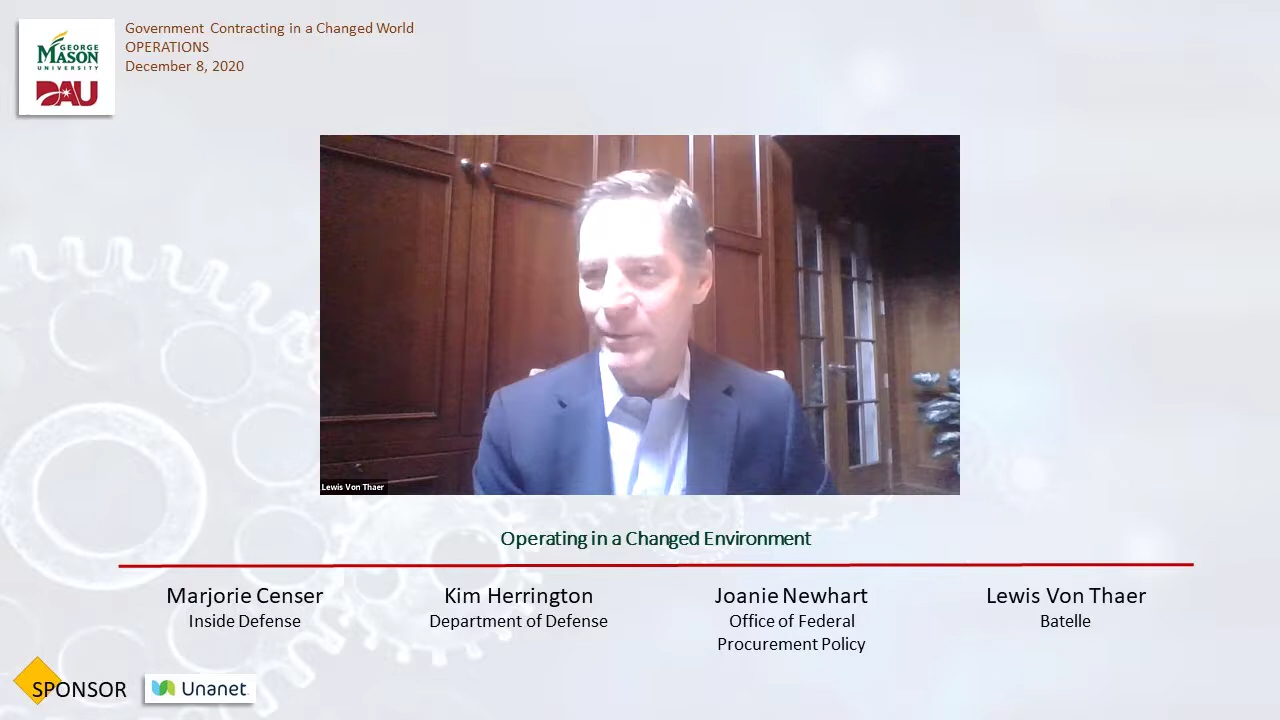 Government Contracting in a Changed World
OPERATIONS
December 8, 2020
GEORGE
MASON
UNIVERSITY
DAU
Lewis Von Thaer
Operating in a Changed Environment
Marjorie Censer
Inside Defense
Kim Herrington
Department of Defense
Joanie Newhart
Office of Federal
Procurement Policy
Lewis Von Thaer
Batelle
SPONSOR
Unanet